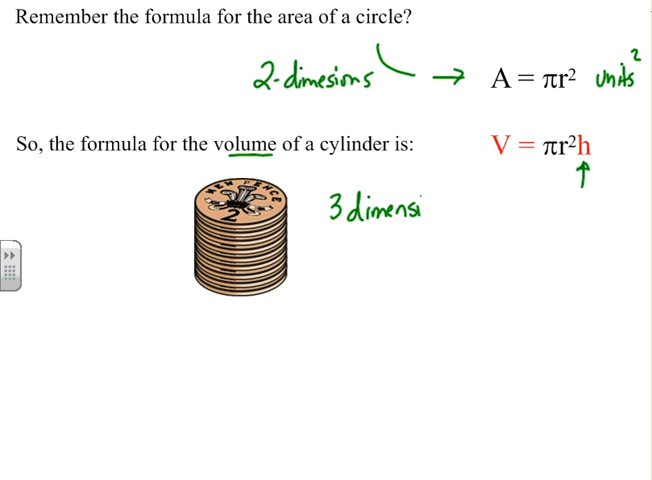 Remember the formula for the area of a circle?
2-dimesions → A = πr² units²
So, the formula for the volume of a cylinder is: V = πr²h
NEW PENCE
2
3 dimensi